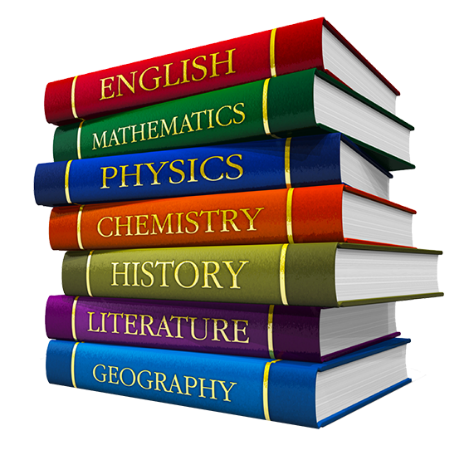 ENGLISH
MATHEMATICS
PHYSICS
CHEMISTRY
HISTORY
LITERATURE
GEOGRAPHY